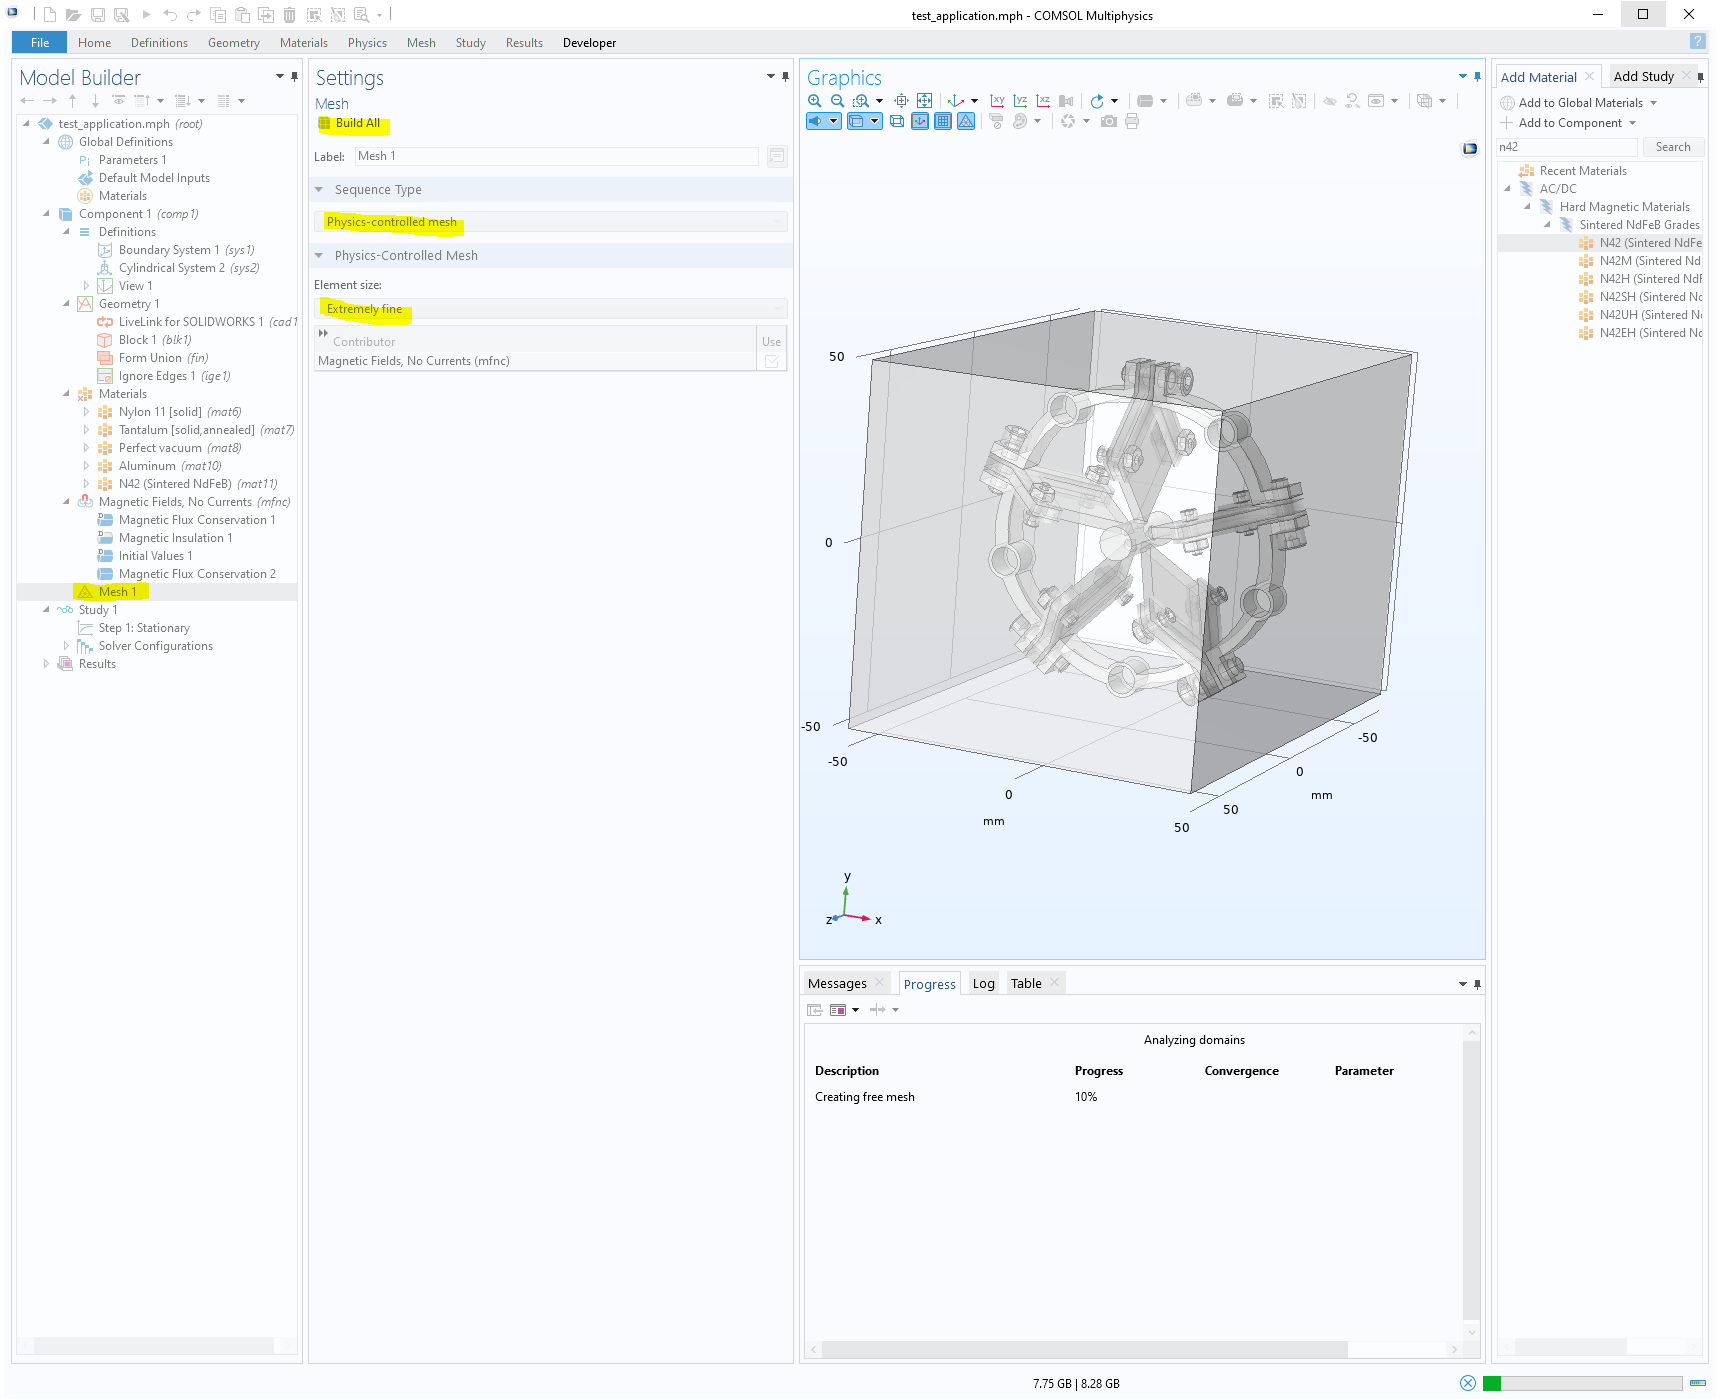 test_application.mph - COMSOL Multiphysics
File Home Definitions Geometry Materials Physics Mesh Study Results Developer
?
Model Builder
test_application.mph (root)
Global Definitions
Pi Parameters 1
Default Model Inputs
Materials
Component 1 (comp1)
Definitions
Boundary System 1 (sys1)
Cylindrical System 2 (sys2)
View 1
Geometry 1
LiveLink for SOLIDWORKS 1 (cad1
Block 1 (blk1)
Form Union (fin)
Ignore Edges 1 (ige1)
Materials
Nylon 11 [solid] (mat6)
Tantalum [solid,annealed] (mat7)
Perfect vacuum (mat8)
Aluminum (mat10)
N42 (Sintered NdFeB) (mat11)
Magnetic Fields, No Currents (mfnc)
Magnetic Flux Conservation 1
Magnetic Insulation 1
Initial Values 1
Magnetic Flux Conservation 2
Mesh 1
Study 1
Step 1: Stationary
Solver Configurations
Results
Settings
Mesh
Build All
Label: Mesh 1
Sequence Type
Physics-controlled mesh
Physics-Controlled Mesh
Element size:
Extremely fine
Contributor Use
Magnetic Fields, No Currents (mfnc)
Graphics
xy yz xz
50
0
-50
-50
0
mm
50
50
mm
0
-50
y
z x
Messages Progress Log Table
Analyzing domains
Description Progress Convergence Parameter
Creating free mesh 10%
Add Material Add Study
Add to Global Materials
Add to Component
n42 Search
Recent Materials
AC/DC
Hard Magnetic Materials
Sintered NdFeB Grades
N42 (Sintered NdFe
N42M (Sintered Nd
N42H (Sintered NdF
N42SH (Sintered Nd
N42UH (Sintered Nd
N42EH (Sintered Nd
7.75 GB | 8.28 GB